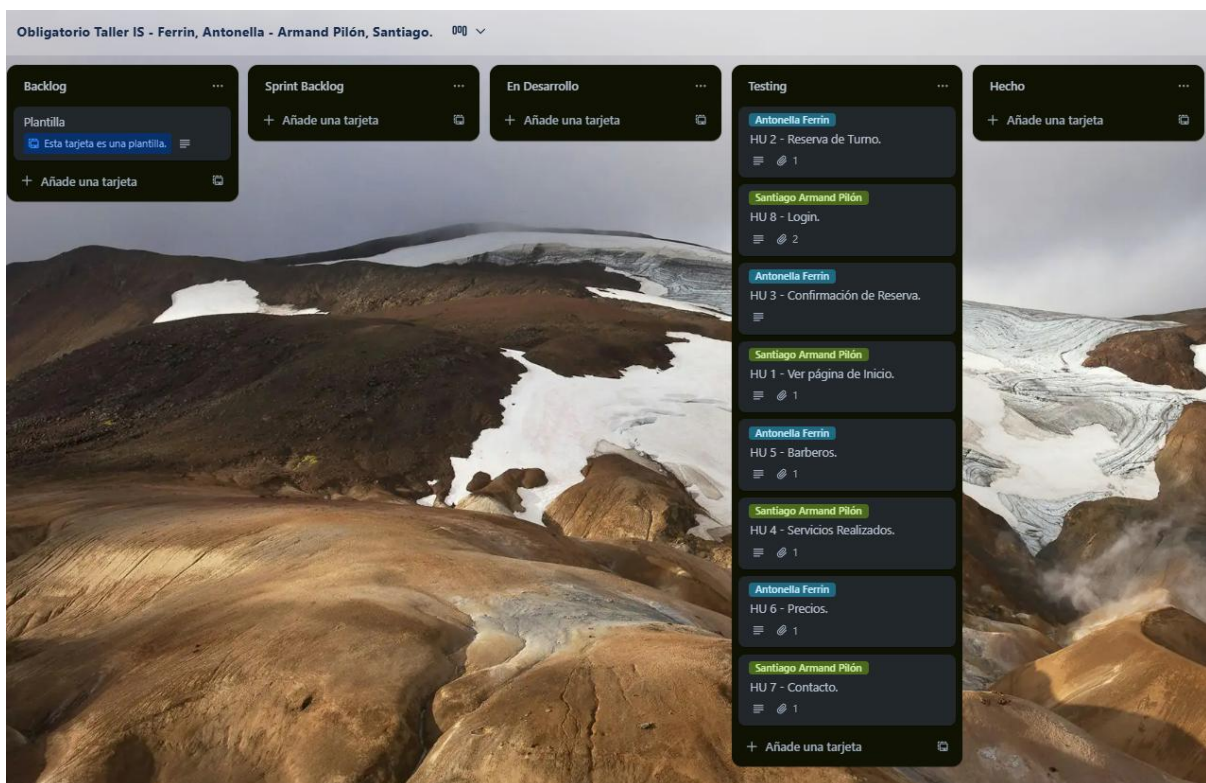 Obligatorio Taller IS - Ferrin, Antonella - Armand Pilón, Santiago.
Backlog
Plantilla
Esta tarjeta es una plantilla.
+ Añade una tarjeta
Sprint Backlog
+ Añade una tarjeta
En Desarrollo
+ Añade una tarjeta
Testing
Antonella Ferrin
HU 2 - Reserva de Turno.
1
Santiago Armand Pilón
HU 8 - Login.
2
Antonella Ferrin
HU 3 - Confirmación de Reserva.
Santiago Armand Pilón
HU 1 - Ver página de Inicio.
1
Antonella Ferrin
HU 5 - Barberos.
1
Santiago Armand Pilón
HU 4 - Servicios Realizados.
1
Antonella Ferrin
HU 6 - Precios.
1
Santiago Armand Pilón
HU 7 - Contacto.
1
+ Añade una tarjeta
Hecho
+ Añade una tarjeta